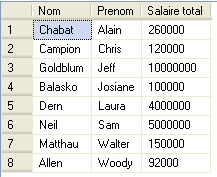 Nom Prenom Salaire total
1 Chabat Alain 260000
2 Campion Chris 120000
3 Goldblum Jeff 10000000
4 Balasko Josiane 100000
5 Dern Laura 4000000
6 Neil Sam 5000000
7 Matthau Walter 150000
8 Allen Woody 92000